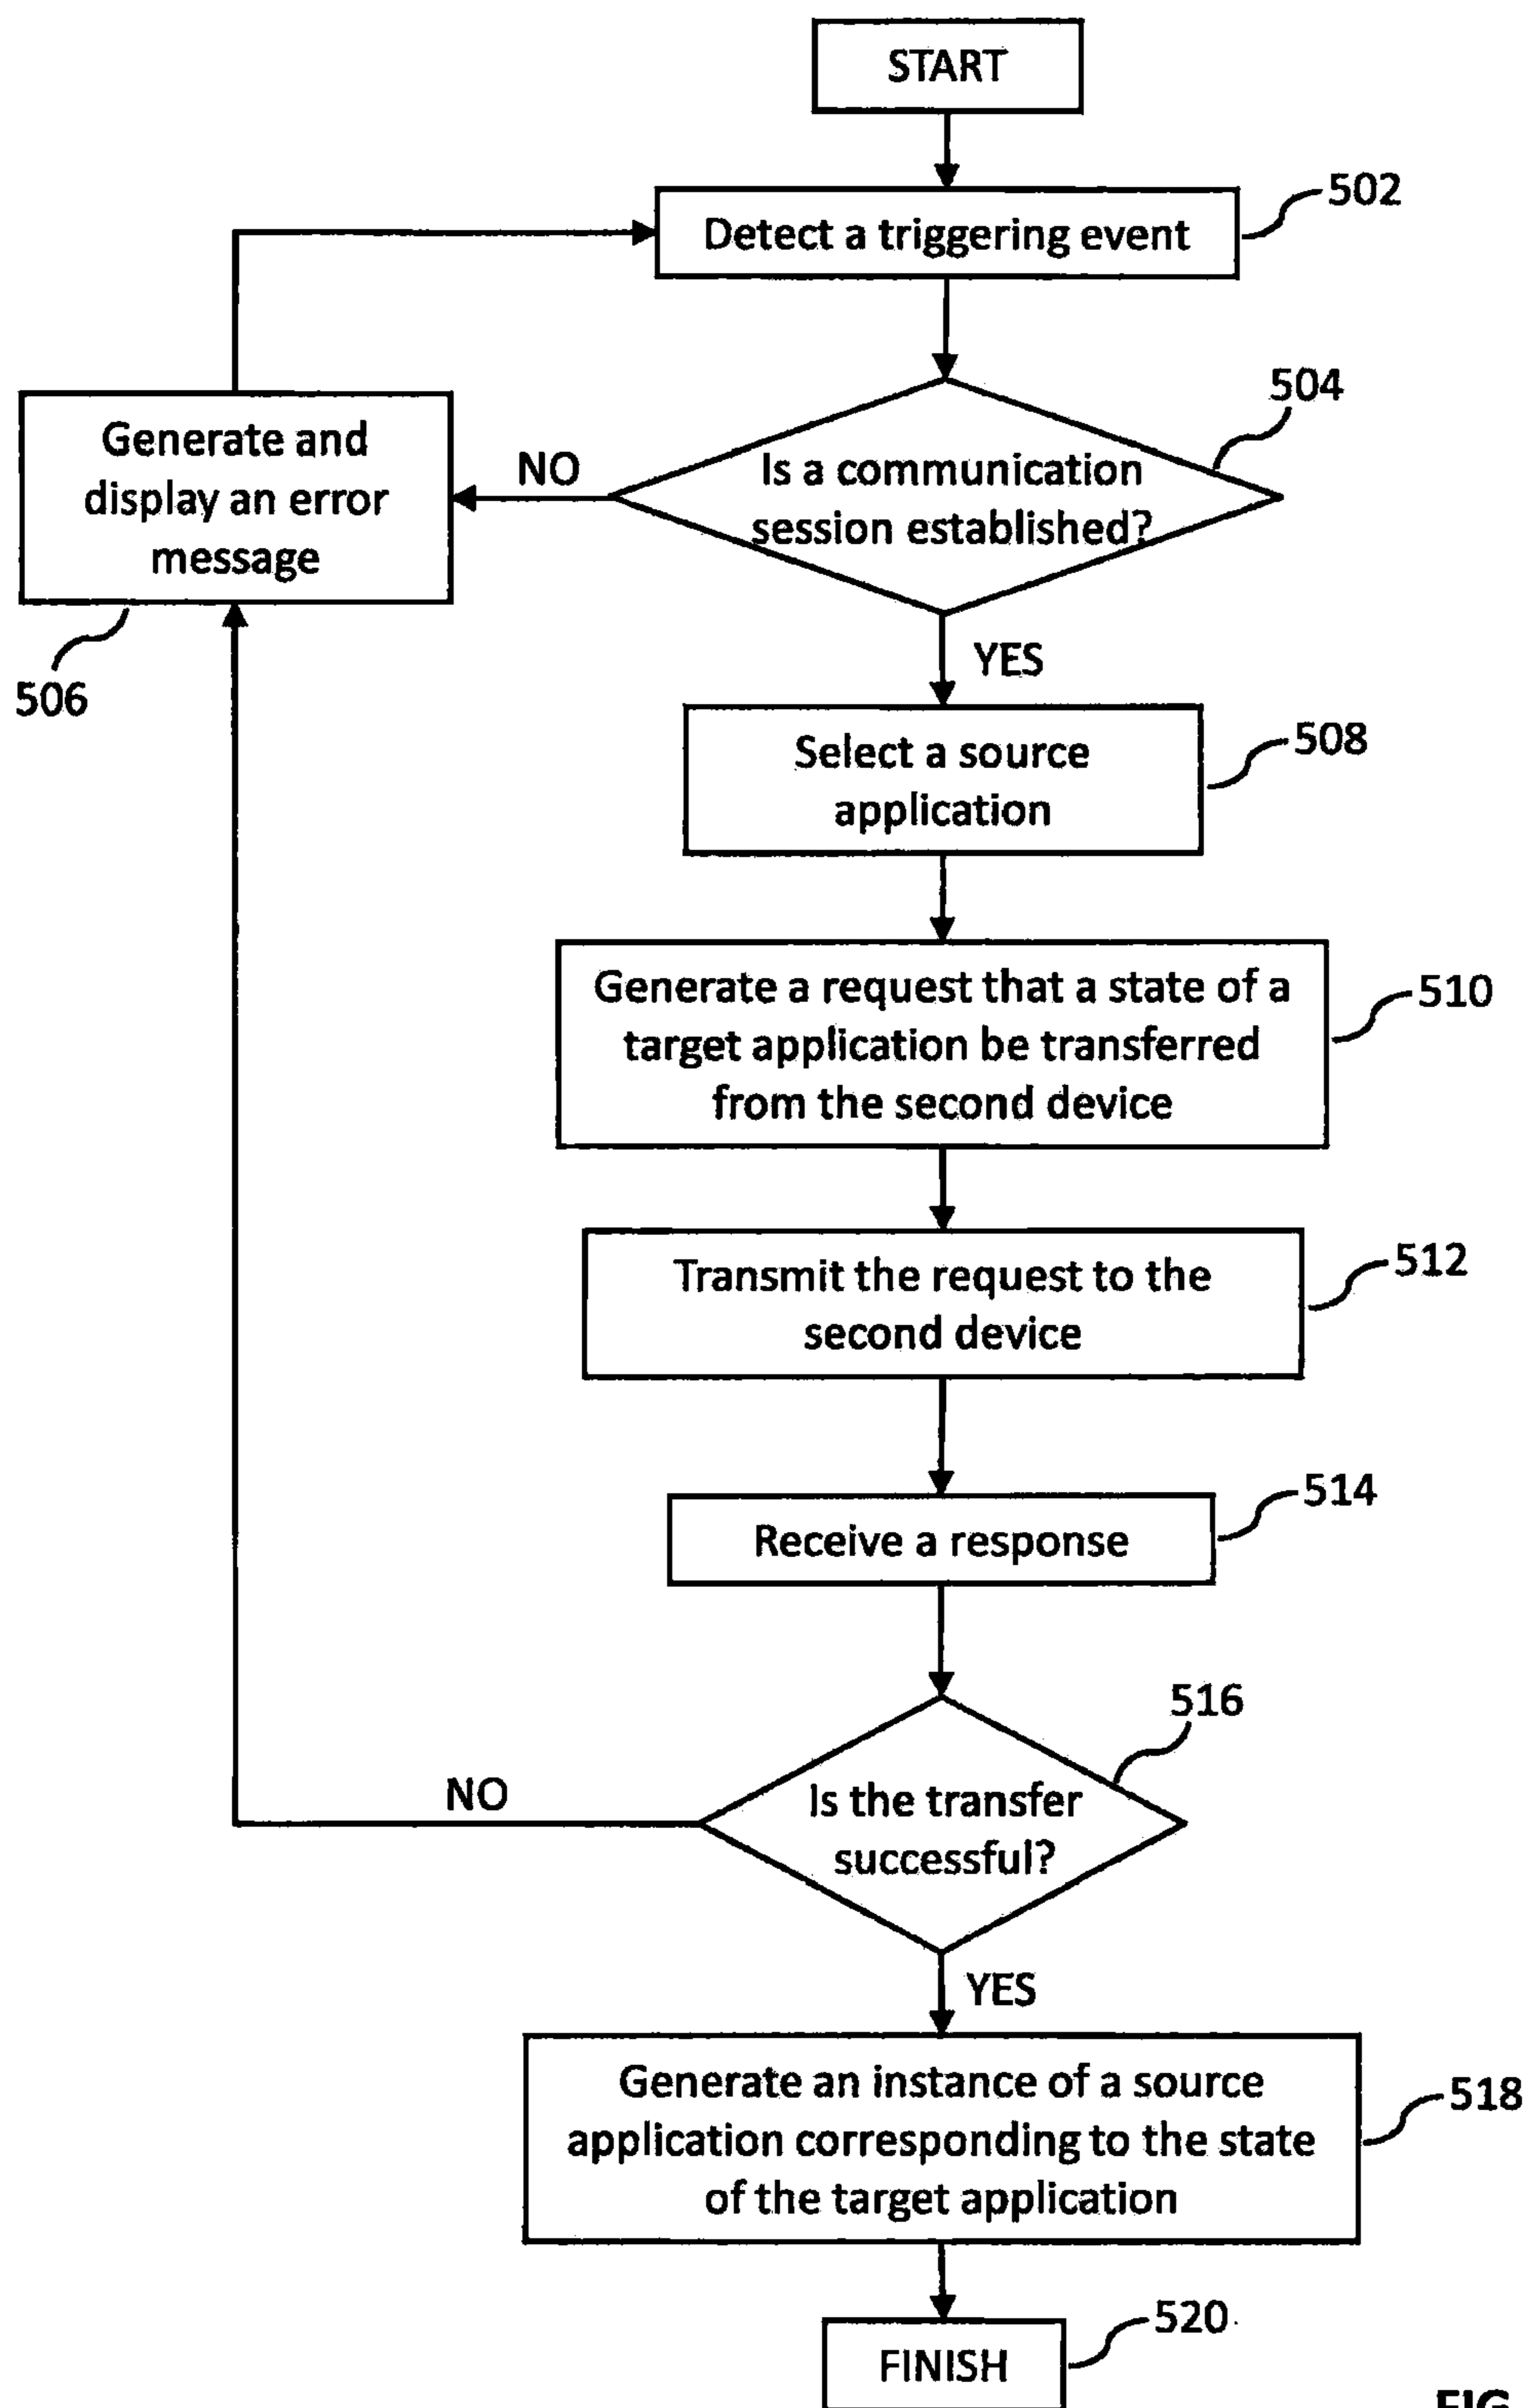 START
502
Detect a triggering event
504
Generate and
display an error
message
NO
Is a communication
session established?
506
YES
508
Select a source
application
510
Generate a request that a state of a
target application be transferred
from the second device
512
Transmit the request to the
second device
514
Receive a response
516
NO
Is the transfer
successful?
YES
518
Generate an instance of a source
application corresponding to the state
of the target application
520
FINISH
FIG